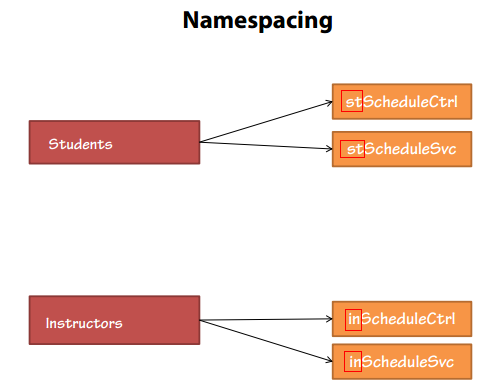 Namespacing
stScheduleCtrl
Students
stScheduleSvc
inScheduleCtrl
Instructors
inScheduleSvc